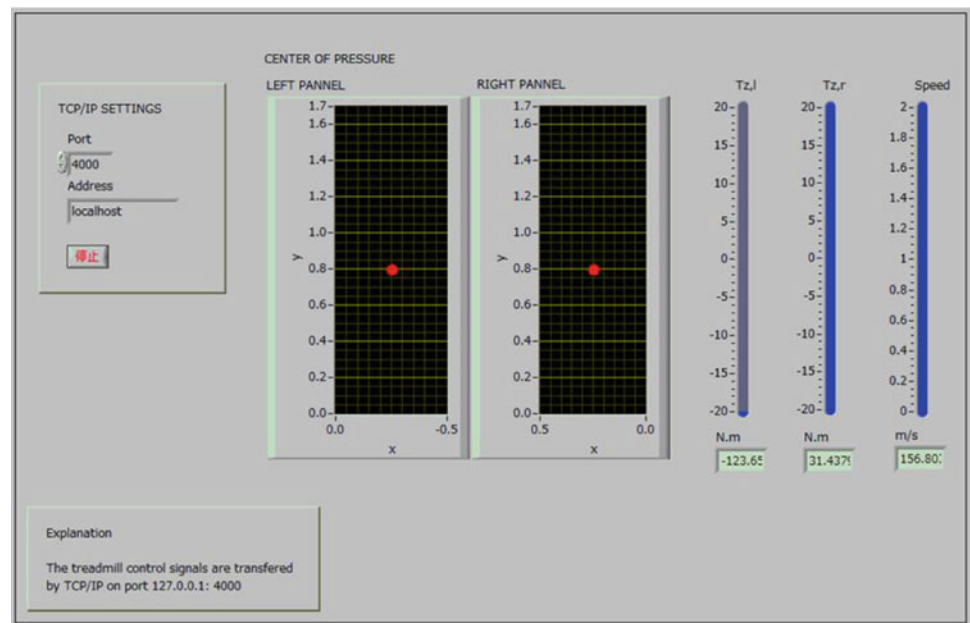 CENTER OF PRESSURE
TCP/IP SETTINGS
Port
4000
Address
localhost
停止
LEFT PANNEL
1.7
1.6
1.4
1.2
1.0
0.8
0.6
0.4
0.2
0.0
y
0.0
-0.5
x
RIGHT PANNEL
1.7
1.6
1.4
1.2
1.0
0.8
0.6
0.4
0.2
0.0
y
0.5
0.0
x
Tz,l
20
15
10
5
0
-5
-10
-15
-20
N.m
-123.65
Tz,r
20
15
10
5
0
-5
-10
-15
-20
N.m
31.4379
Speed
2
1.8
1.6
1.4
1.2
1
0.8
0.6
0.4
0.2
0
m/s
156.80
Explanation
The treadmill control signals are transfered
by TCP/IP on port 127.0.0.1: 4000